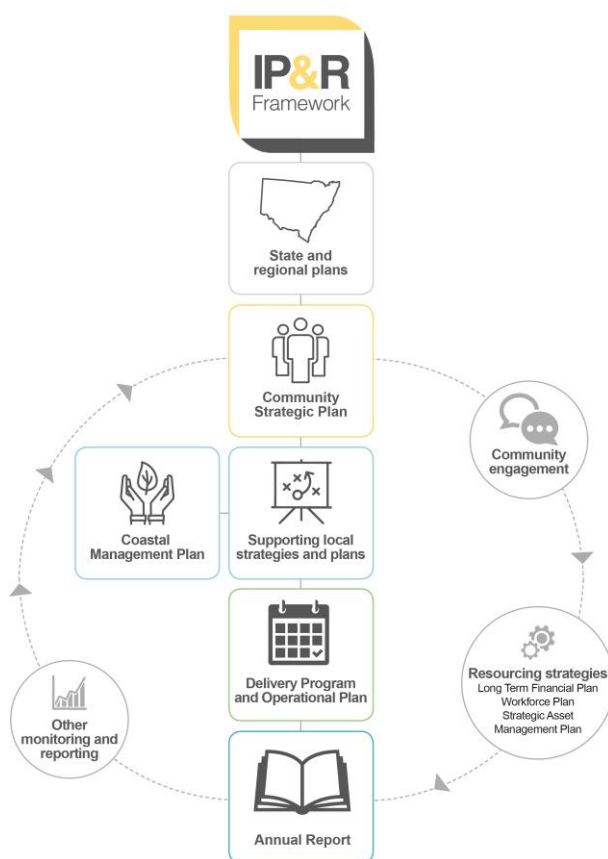 IP&R
Framework
State and
regional plans
Community
Strategic Plan
Community
engagement
Coastal
Management Plan
Supporting local
strategies and plans
Delivery Program
and Operational Plan
Resourcing strategies
Long Term Financial Plan
Workforce Plan
Strategic Asset
Management Plan
Other
monitoring and
reporting
Annual Report